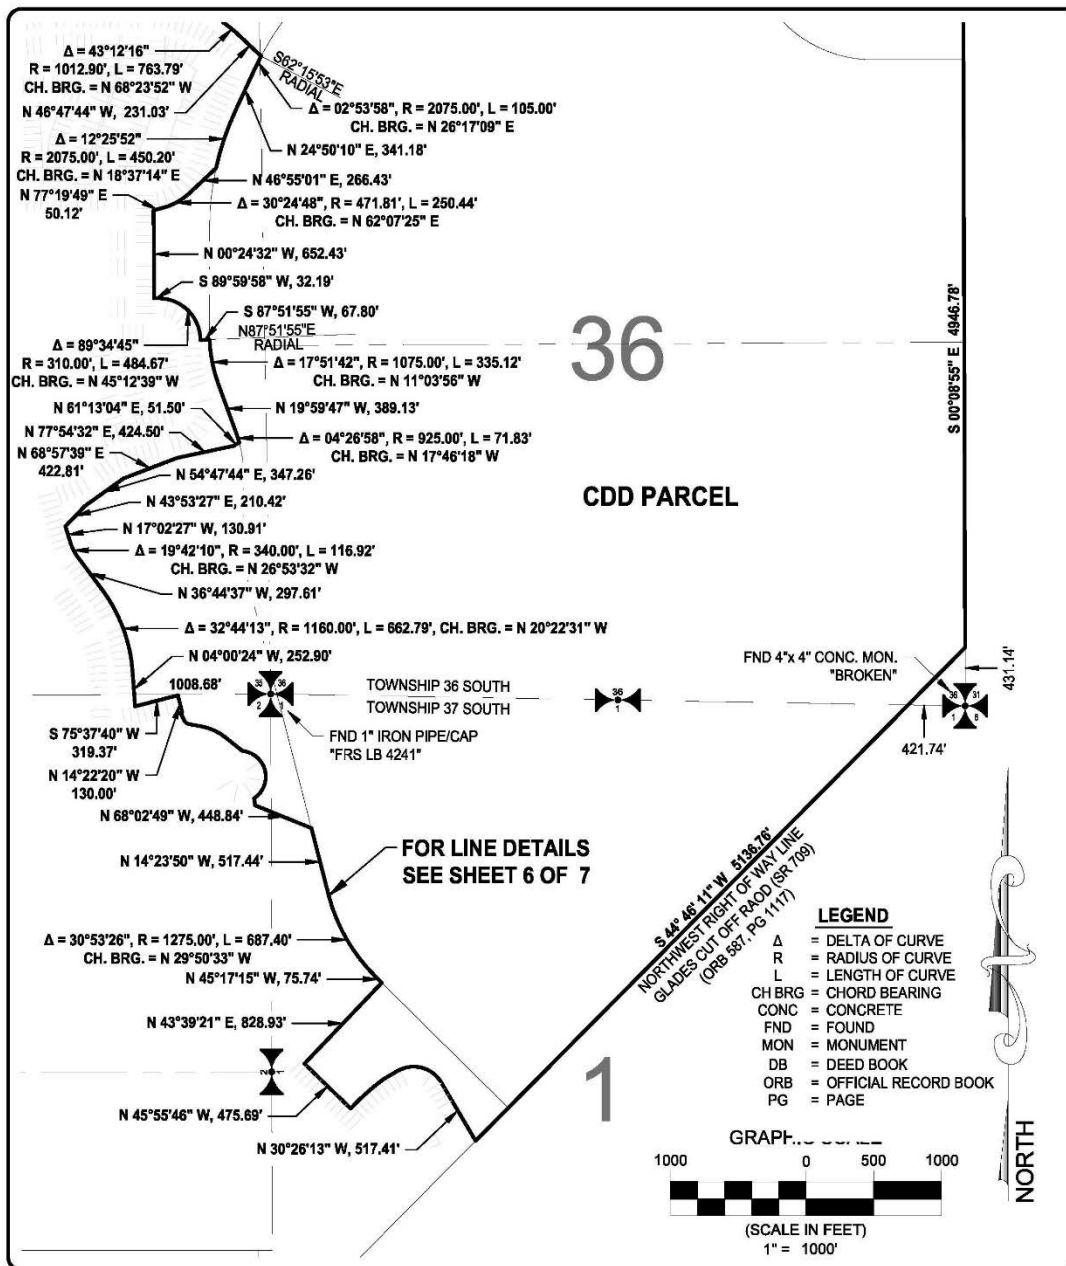 Δ = 43°12'16"
R = 1012.90', L = 763.79'
CH. BRG. = N 68°23'52" W
N 46°47'44" W, 231.03'
Δ = 12°25'52"
R = 2075.00', L = 450.20'
CH. BRG. = N 18°37'14" E
N 77°19'49" E
50.12'
S62°15'53"E
RADIAL
Δ = 02°53'58", R = 2075.00', L = 105.00'
CH. BRG. = N 26°17'09" E
N 24°50'10" E, 341.18'
N 46°55'01" E, 266.43'
Δ = 30°24'48", R = 471.81', L = 250.44'
CH. BRG. = N 62°07'25" E
N 00°24'32" W, 652.43'
S 89°59'58" W, 32.19'
S 87°51'55" W, 67.80'
N87°51'55"E
RADIAL
Δ = 89°34'45"
R = 310.00', L = 484.67'
CH. BRG. = N 45°12'39" W
Δ = 17°51'42", R = 1075.00', L = 335.12'
CH. BRG. = N 11°03'56" W
36
S 00°08'55" E 4946.78'
N 61°13'04" E, 51.50'
N 19°59'47" W, 389.13'
N 77°54'32" E, 424.50'
Δ = 04°26'58", R = 925.00', L = 71.83'
CH. BRG. = N 17°46'18" W
N 68°57'39" E
422.81'
N 54°47'44" E, 347.26'
N 43°53'27" E, 210.42'
CDD PARCEL
N 17°02'27" W, 130.91'
Δ = 19°42'10", R = 340.00', L = 116.92'
CH. BRG. = N 26°53'32" W
N 36°44'37" W, 297.61'
Δ = 32°44'13", R = 1160.00', L = 662.79', CH. BRG. = N 20°22'31" W
N 04°00'24" W, 252.90'
1008.68'
35 36
2 1
TOWNSHIP 36 SOUTH
TOWNSHIP 37 SOUTH
36
1
FND 4"x 4" CONC. MON.
"BROKEN"
431.14'
36 31
1 6
421.74'
FND 1" IRON PIPE/CAP
"FRS LB 4241"
S 75°37'40" W
319.37'
N 14°22'20" W
130.00'
N 68°02'49" W, 448.84'
N 14°23'50" W, 517.44'
FOR LINE DETAILS
SEE SHEET 6 OF 7
S 44° 46' 11" W 5136.76'
NORTHWEST RIGHT OF WAY LINE
GLADES CUT OFF RAOD (SR 709)
(ORB 587, PG 1117)
Δ = 30°53'26", R = 1275.00', L = 687.40'
CH. BRG. = N 29°50'33" W
N 45°17'15" W, 75.74'
N 43°39'21" E, 828.93'
2 1
N 45°55'46" W, 475.69'
N 30°26'13" W, 517.41'
1
LEGEND
Δ = DELTA OF CURVE
R = RADIUS OF CURVE
L = LENGTH OF CURVE
CH BRG = CHORD BEARING
CONC = CONCRETE
FND = FOUND
MON = MONUMENT
DB = DEED BOOK
ORB = OFFICIAL RECORD BOOK
PG = PAGE
NORTH
1000 0 500 1000
(SCALE IN FEET)
1" = 1000'